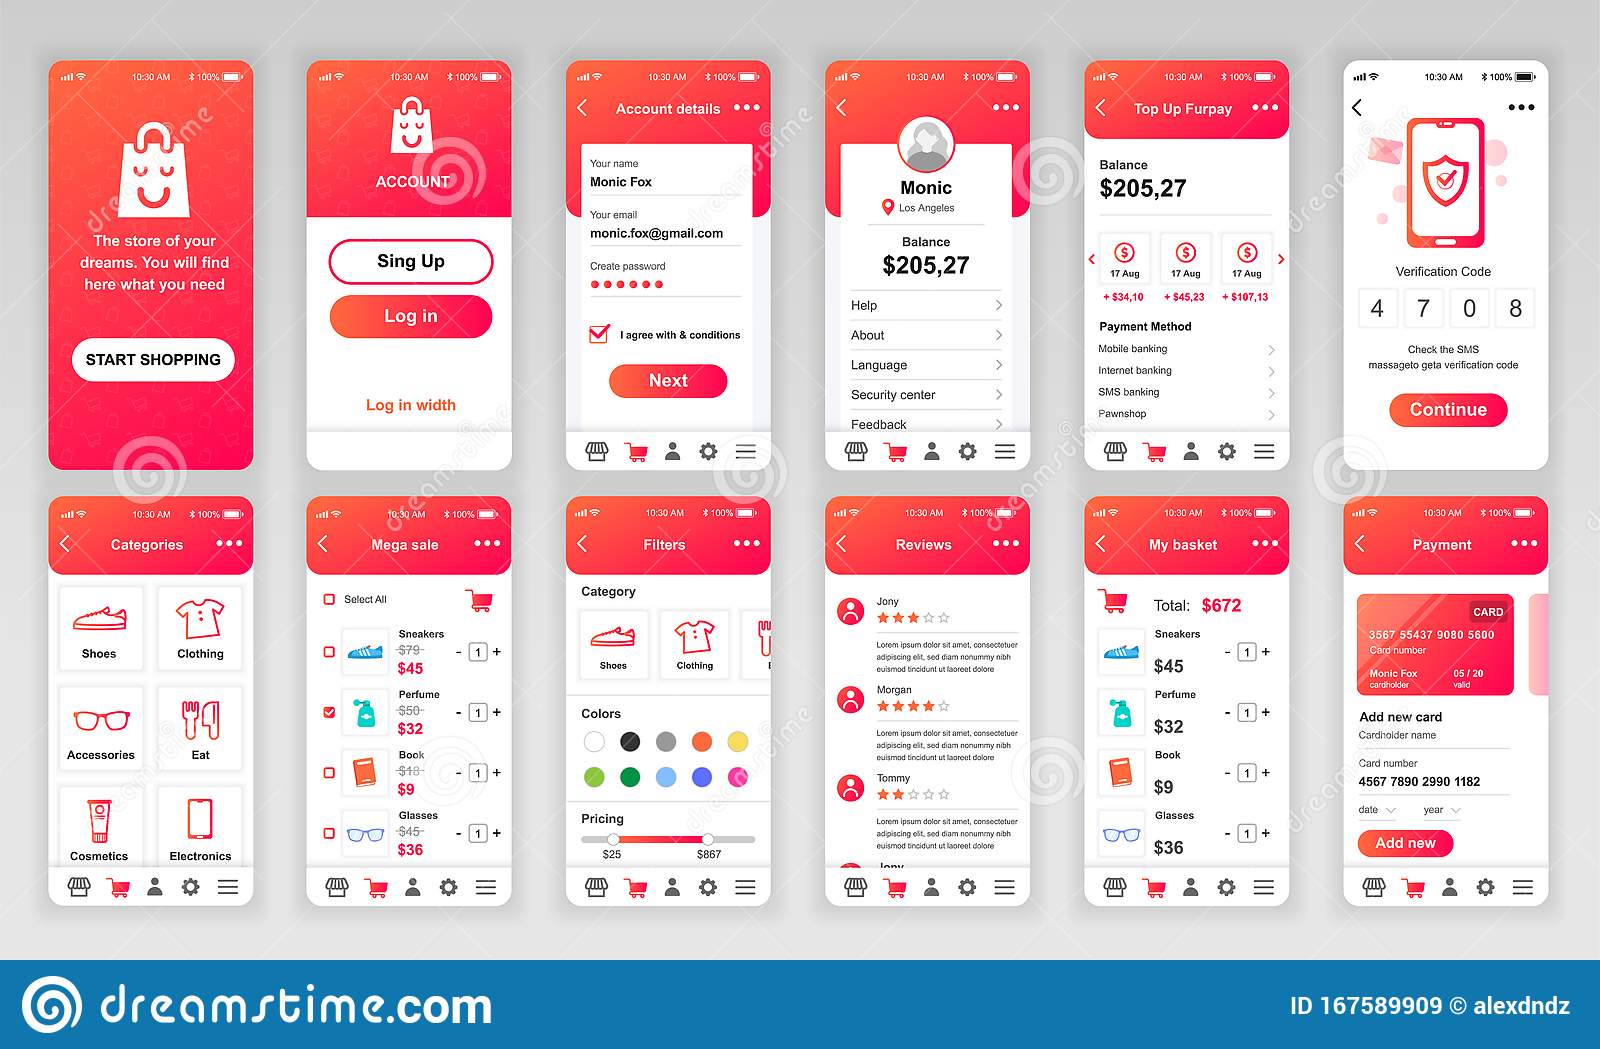 10:30 AM 100%
The store of your
dreams. You will find
here what you need
START SHOPPING
10:30 AM 100%
ACCOUNT
Sing Up
Log in
Log in width
10:30 AM 100%
Account details
Your name
Monic Fox
Your email
monic.fox@gmail.com
Create password
I agree with & conditions
Next
10:30 AM 100%
Monic
Los Angeles
Balance
$205,27
Help
About
Language
Security center
Feedback
10:30 AM 100%
Top Up Furpay
Balance
$205,27
17 Aug 17 Aug 17 Aug
+ $34,10 + $45,23 + $107,13
Payment Method
Mobile banking
Internet banking
SMS banking
Pawnshop
10:30 AM 100%
Verification Code
4 7 0 8
Check the SMS
massageto geta verification code
Continue
10:30 AM 100%
Categories
Shoes Clothing
Accessories Eat
Cosmetics Electronics
10:30 AM 100%
Mega sale
Select All
Sneakers
$79
$45
- 1 +
Perfume
$50
$32
- 1 +
Book
$18
$9
- 1 +
Glasses
$45
$36
- 1 +
10:30 AM 100%
Filters
Category
Shoes Clothing E
Colors
Pricing
$25 $867
10:30 AM 100%
Reviews
Jony
Lorem ipsum dolor sit amet, consectetuer
adipiscing elit, sed diam nonummy nibh
euismod tincidunt ut laoreet dolore
Morgan
Lorem ipsum dolor sit amet, consectetuer
adipiscing elit, sed diam nonummy nibh
euismod tincidunt ut laoreet dolore
Tommy
Lorem ipsum dolor sit amet, consectetuer
adipiscing elit, sed diam nonummy nibh
euismod tincidunt ut laoreet dolore
Jony
10:30 AM 100%
My basket
Total: $672
Sneakers
$45
- 1 +
Perfume
$32
- 1 +
Book
$9
- 1 +
Glasses
$36
- 1 +
10:30 AM 100%
Payment
CARD
3567 55437 9080 5600
Card number
Monic Fox 05 / 20
cardholder valid
Add new card
Cardholder name
Card number
4567 7890 2990 1182
date year
Add new
dreamstime
dreamstime.com
ID 167589909 © alexdndz